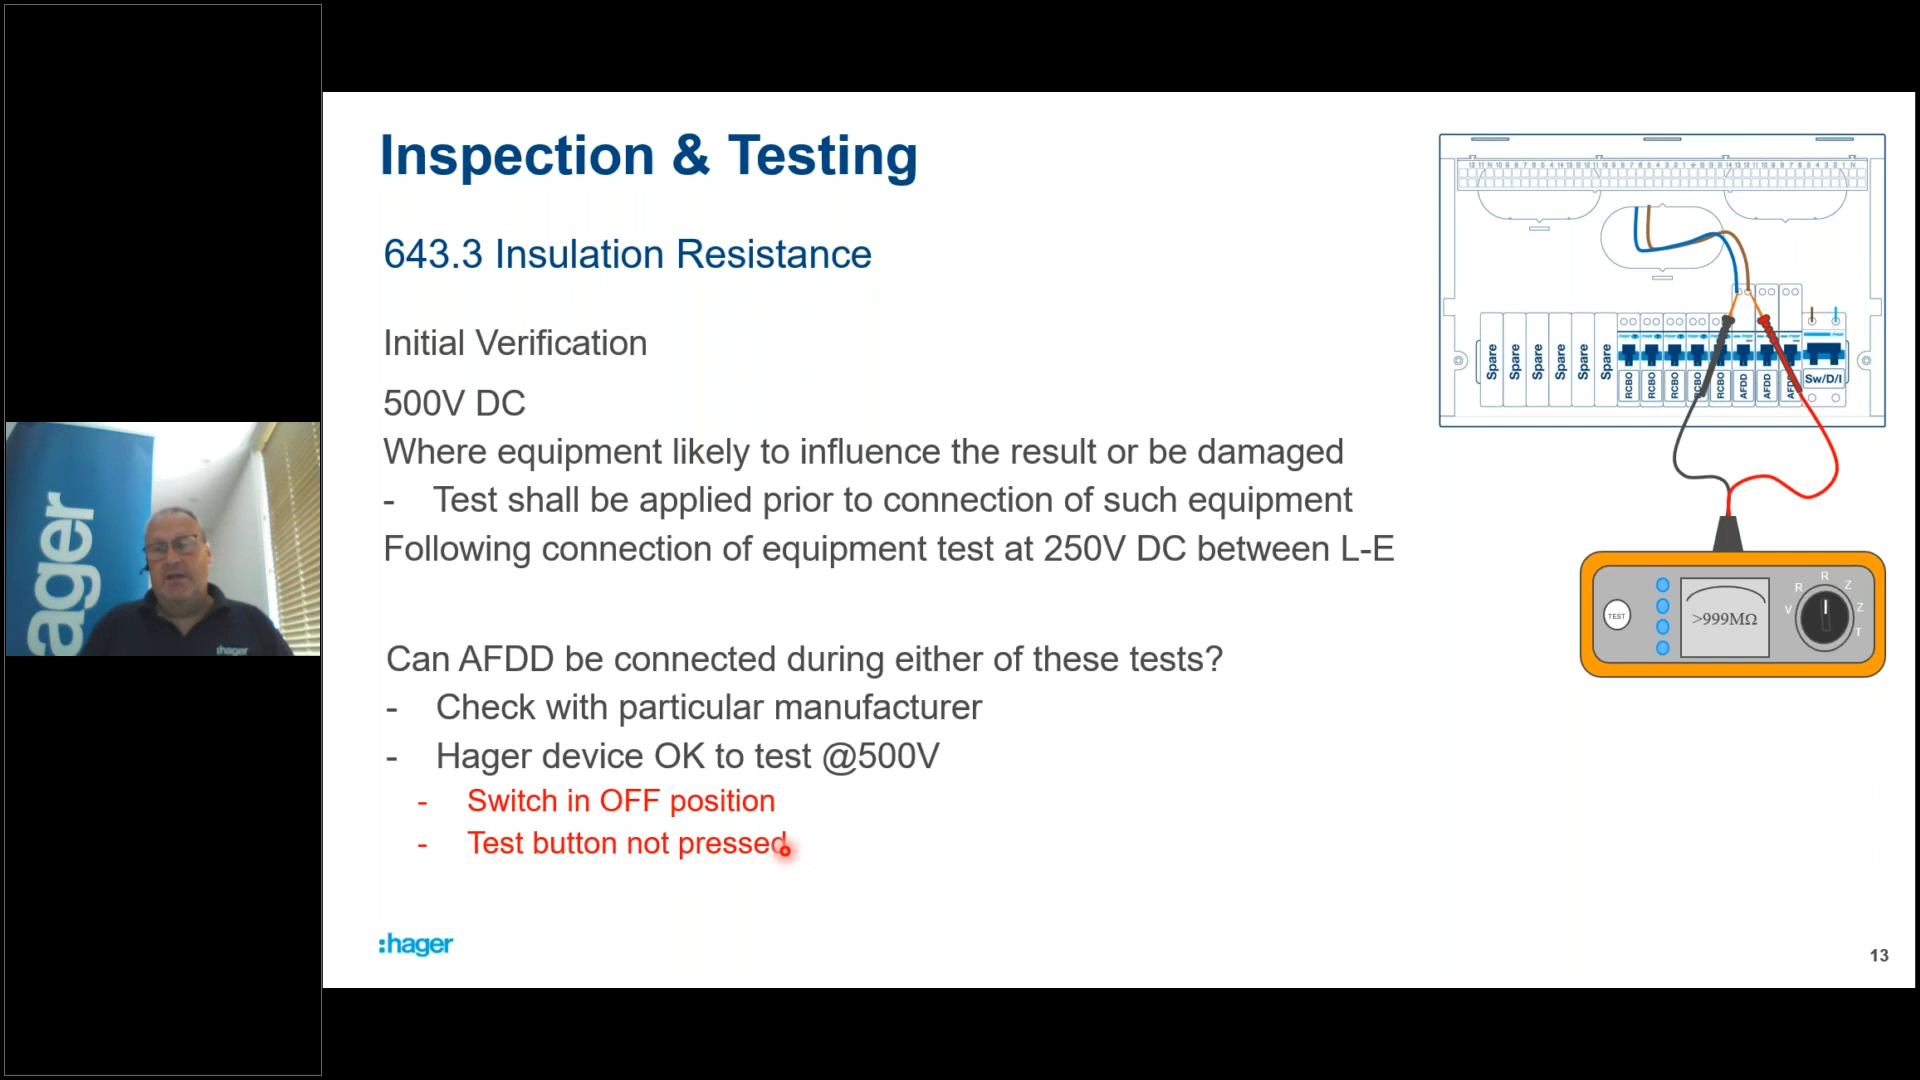 Inspection & Testing
643.3 Insulation Resistance
Initial Verification
500V DC
Where equipment likely to influence the result or be damaged
- Test shall be applied prior to connection of such equipment
Following connection of equipment test at 250V DC between L-E
Can AFDD be connected during either of these tests?
- Check with particular manufacturer
- Hager device OK to test @500V
- Switch in OFF position
- Test button not pressed
:hager
13
ager
:hager
Spare Spare Spare Spare Spare Spare RCBO RCBO RCBO RCBO RCBO AFDD AFDD AFD Sw/D/I
TEST
>999MΩ
V R R Z Z T